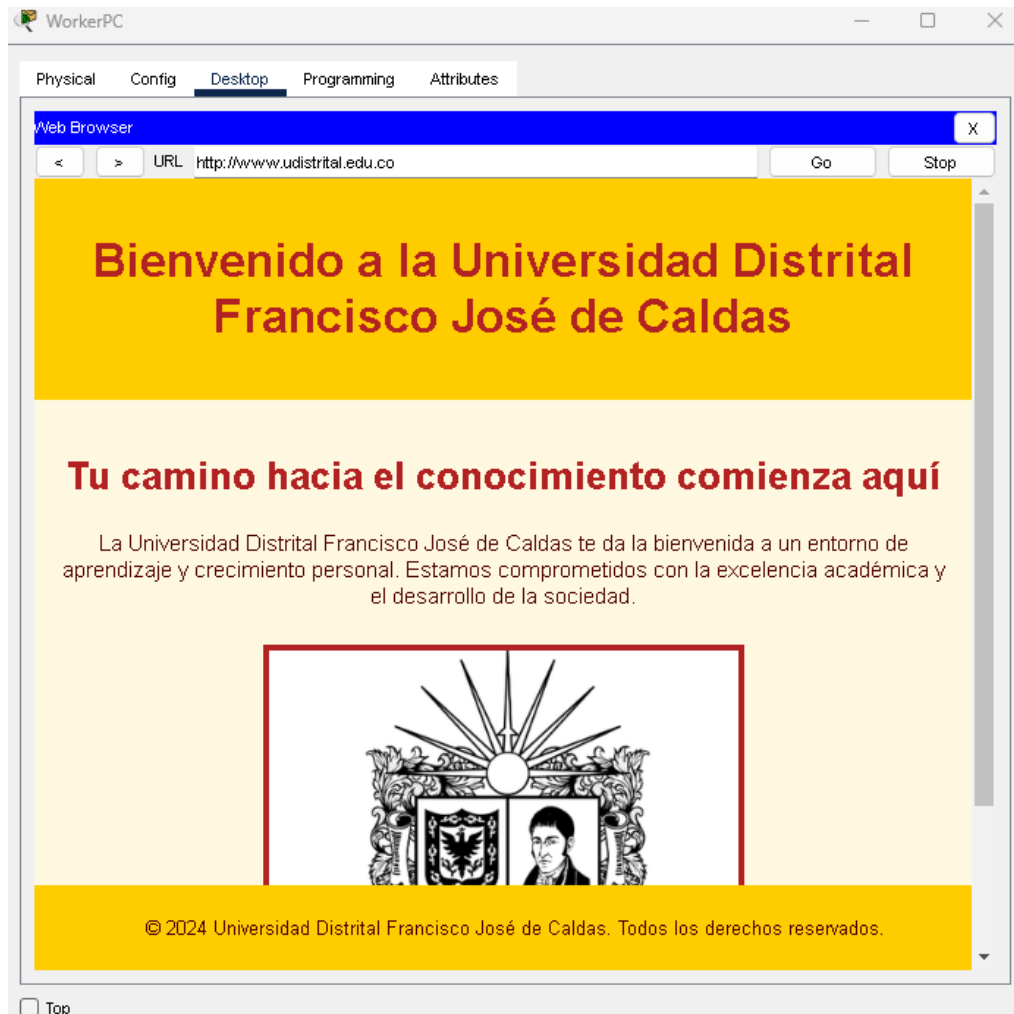 WorkerPC
Physical Config Desktop Programming Attributes
Web Browser X
< > URL http://www.udistrital.edu.co Go Stop
Bienvenido a la Universidad Distrital
Francisco José de Caldas
Tu camino hacia el conocimiento comienza aquí
La Universidad Distrital Francisco José de Caldas te da la bienvenida a un entorno de
aprendizaje y crecimiento personal. Estamos comprometidos con la excelencia académica y
el desarrollo de la sociedad.
© 2024 Universidad Distrital Francisco José de Caldas. Todos los derechos reservados.
Top